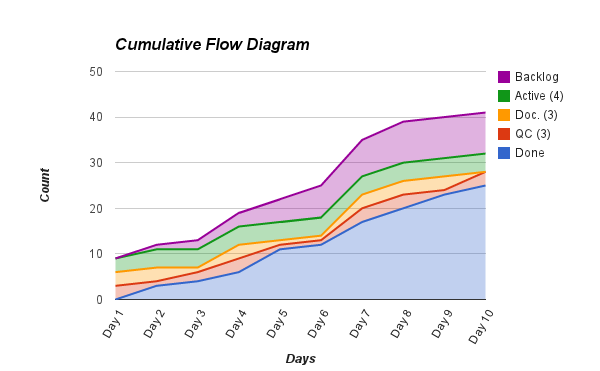 Cumulative Flow Diagram
50
40
30
20
10
0
Count
Day 1
Day 2
Day 3
Day 4
Day 5
Day 6
Day 7
Day 8
Day 9
Day 10
Days
Backlog
Active (4)
Doc. (3)
QC (3)
Done